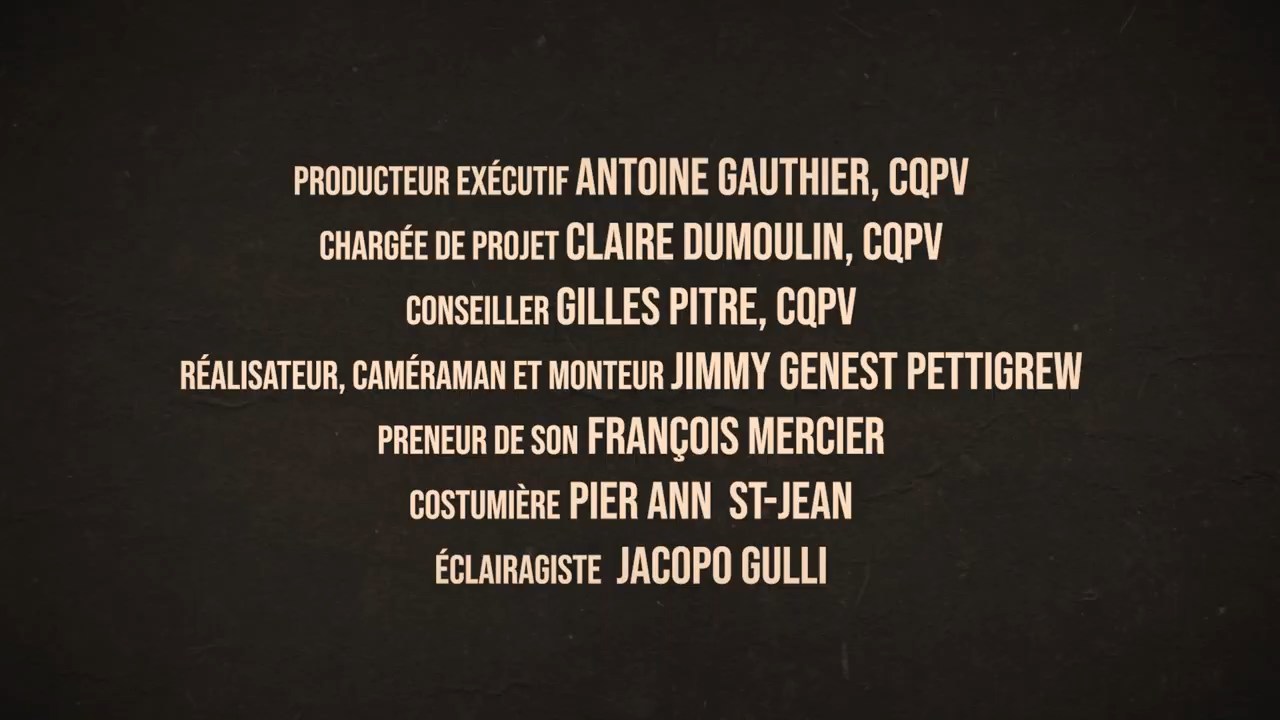 PRODUCTEUR EXÉCUTIF ANTOINE GAUTHIER, CQPV
CHARGÉE DE PROJET CLAIRE DUMOULIN, CQPV
CONSEILLER GILLES PITRE, CQPV
RÉALISATEUR, CAMÉRAMAN ET MONTEUR JIMMY GENEST PETTIGREW
PRENEUR DE SON FRANÇOIS MERCIER
COSTUMIÈRE PIER ANN ST-JEAN
ÉCLAIRAGISTE JACOPO GULLI